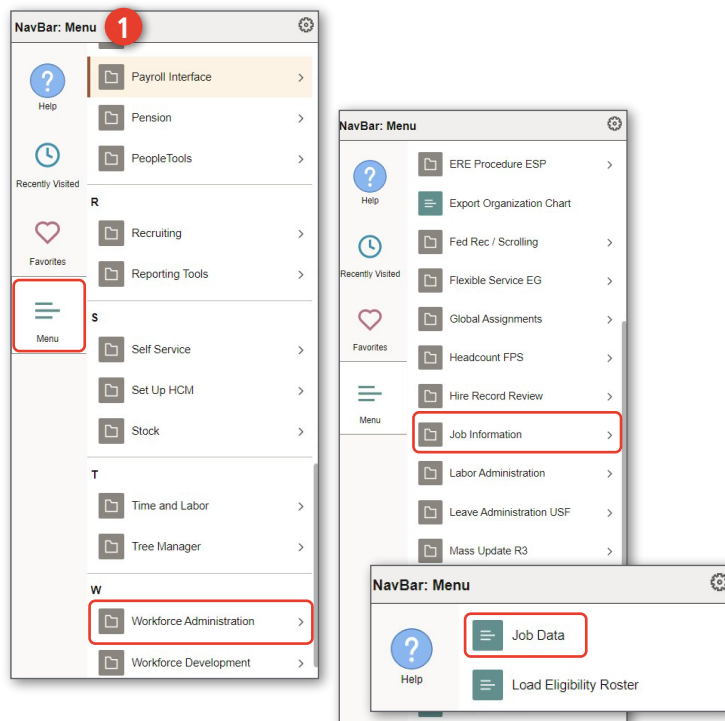 NavBar: Menu
1
Help
Recently Visited
Favorites
Menu
Payroll Interface
Pension
PeopleTools
R
Recruiting
Reporting Tools
S
Self Service
Set Up HCM
Stock
T
Time and Labor
Tree Manager
W
Workforce Administration
Workforce Development
NavBar: Menu
Help
Recently Visited
Favorites
Menu
ERE Procedure ESP
Export Organization Chart
Fed Rec / Scrolling
Flexible Service EG
Global Assignments
Headcount FPS
Hire Record Review
Job Information
Labor Administration
Leave Administration USF
Mass Update R3
NavBar: Menu
Help
Job Data
Load Eligibility Roster